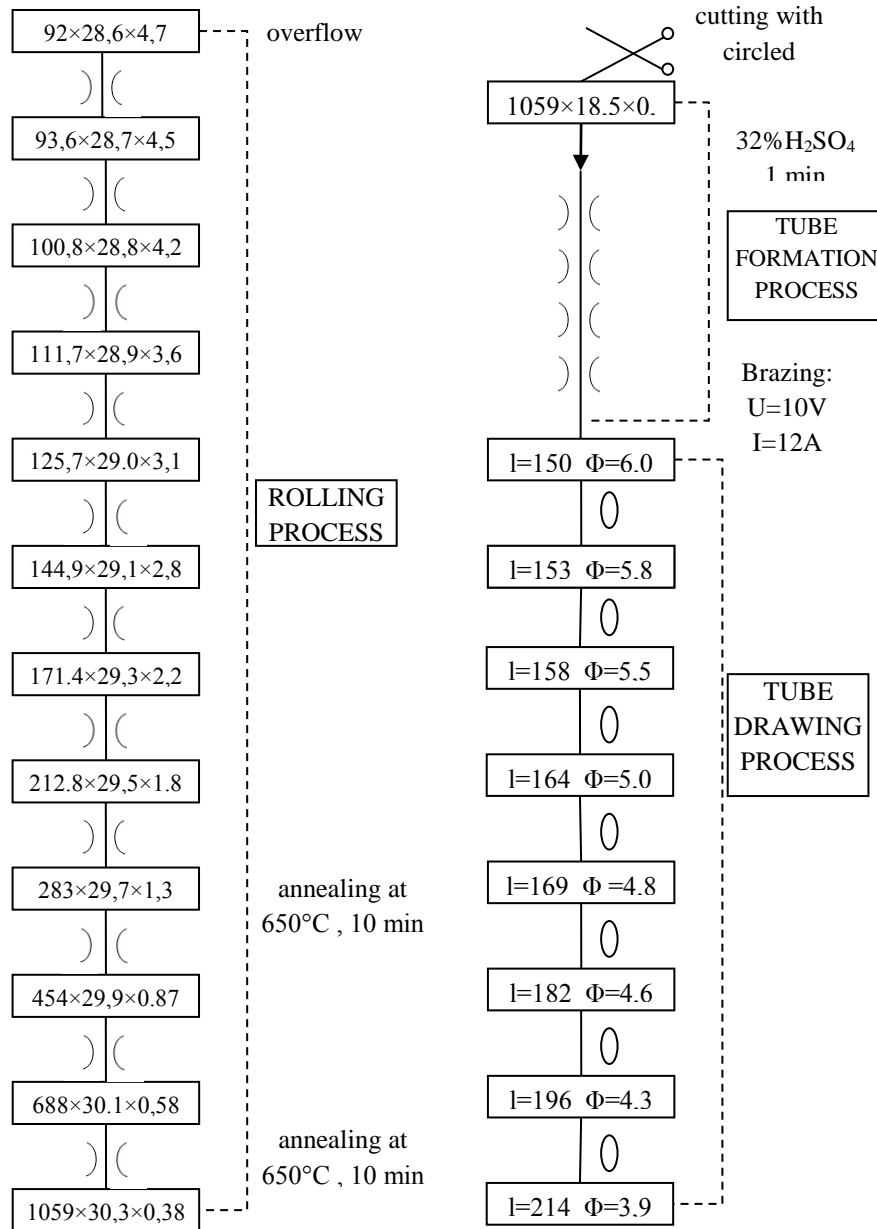 92×28,6×4,7
overflow
93,6×28,7×4,5
100,8×28,8×4,2
111,7×28,9×3,6
125,7×29.0×3,1
144,9×29,1×2,8
171.4×29,3×2,2
212.8×29,5×1.8
283×29,7×1,3
annealing at
650°C , 10 min
454×29,9×0.87
688×30.1×0,58
annealing at
650°C , 10 min
1059×30,3×0,38
ROLLING
PROCESS
cutting with
circled
1059×18.5×0.
32%H₂SO₄
1 min
TUBE
FORMATION
PROCESS
Brazing:
U=10V
I=12A
l=150 Φ=6.0
l=153 Φ=5.8
l=158 Φ=5.5
l=164 Φ=5.0
l=169 Φ=4.8
l=182 Φ=4.6
l=196 Φ=4.3
l=214 Φ=3.9
TUBE
DRAWING
PROCESS